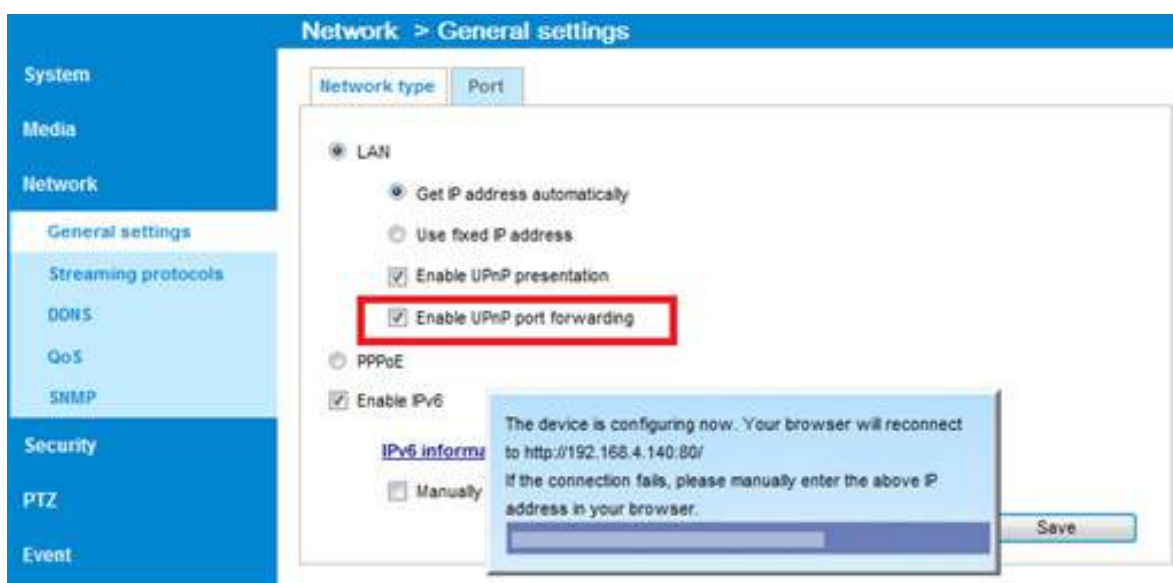 Network > General settings
System
Media
Network
General settings
Streaming protocols
DDNS
QoS
SNMP
Security
PTZ
Event
Network type Port
LAN
Get IP address automatically
Use fixed IP address
Enable UPnP presentation
Enable UPnP port forwarding
PPPoE
Enable IPv6
IPv6 informa
Manually
The device is configuring now. Your browser will reconnect
to http://192.168.4.140:80/
If the connection fails, please manually enter the above IP
address in your browser.
Save